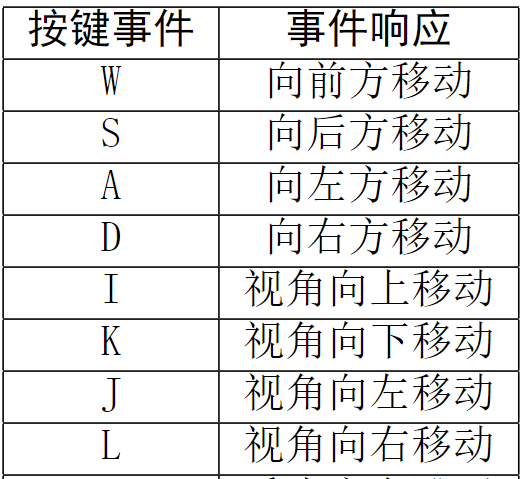 按键事件 事件响应
W 向前方移动
S 向后方移动
A 向左方移动
D 向右方移动
I 视角向上移动
K 视角向下移动
J 视角向左移动
L 视角向右移动